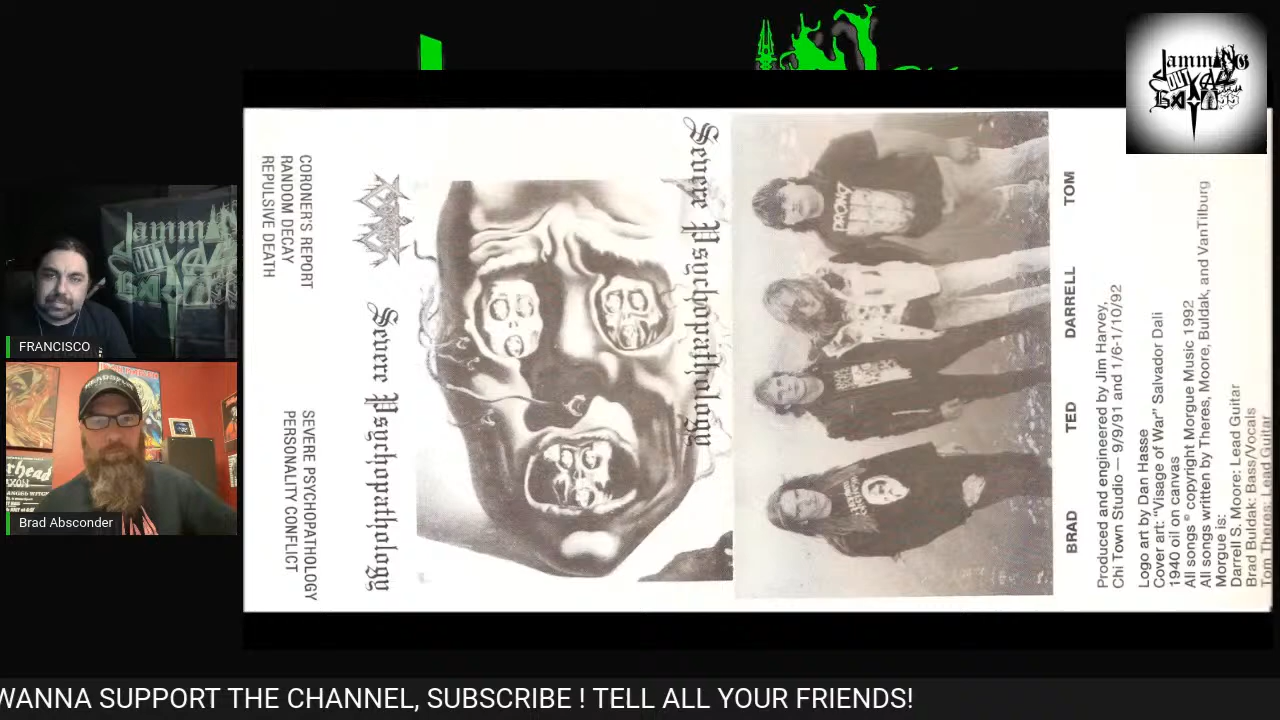 Jamming
FRANCISCO
Brad Absconder
CORONER'S REPORT
RANDOM DECAY
REPULSIVE DEATH
SEVERE PSYCHOPATHOLOGY
PERSONALITY CONFLICT
Severe Psychopathology
Severe Psychopathology
PRONG
TOM
DARRELL
TED
BRAD
Produced and engineered by Jim Harvey,
Chi Town Studio — 9/9/91 and 1/6-1/10/92
Logo art by Dan Hasse
Cover art: "Visage of War" Salvador Dali
1940 oil on canvas
All songs © copyright Morgue Music 1992
All songs written by Theres, Moore, Buldak, and VanTilburg
Morgue is:
Darrell S. Moore: Lead Guitar
Brad Buldak: Bass/Vocals
Tom Theres: Lead Guitar
Jamming
WANNA SUPPORT THE CHANNEL, SUBSCRIBE ! TELL ALL YOUR FRIENDS!